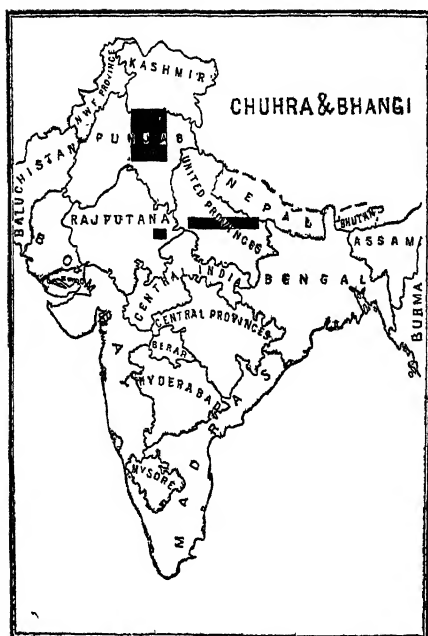 KASHMIR
N.W.F. PROVINCE
CHUHRA & BHANGI
PUNJAB
BALUCHISTAN
UNITED PROVINCES
NEPAL
RAJPUTANA
BHUTAN
ASSAM
BOMBAY
CENTRAL INDIA
BENGAL
CENTRAL PROVINCES
BURMA
BERAR
HYDERABAD
MADRAS
MYSORE